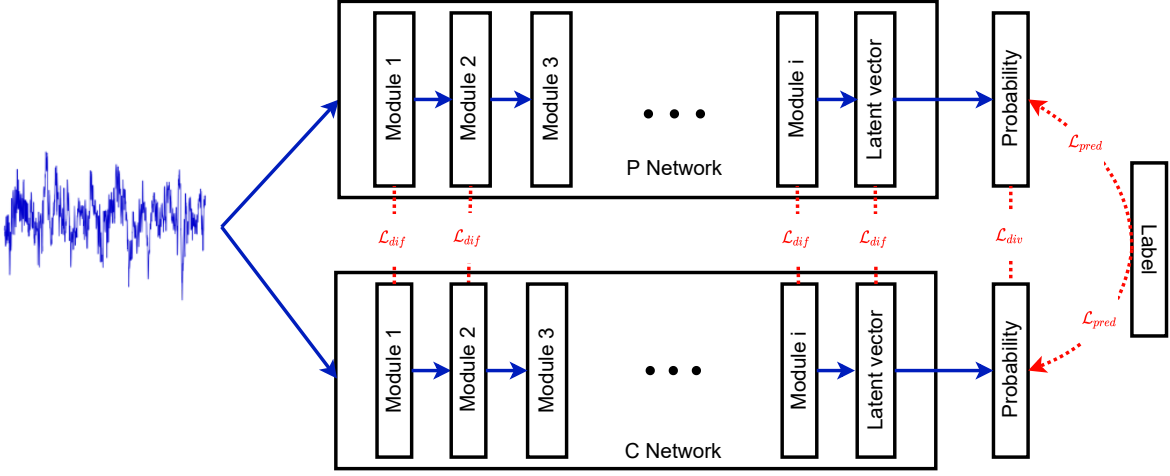 Module 1
Module 2
Module 3
Module i
Latent vector
Probability
P Network
ℒ_pred
ℒ_dif
ℒ_dif
ℒ_dif
ℒ_dif
ℒ_div
Label
ℒ_pred
Module 1
Module 2
Module 3
Module i
Latent vector
Probability
C Network